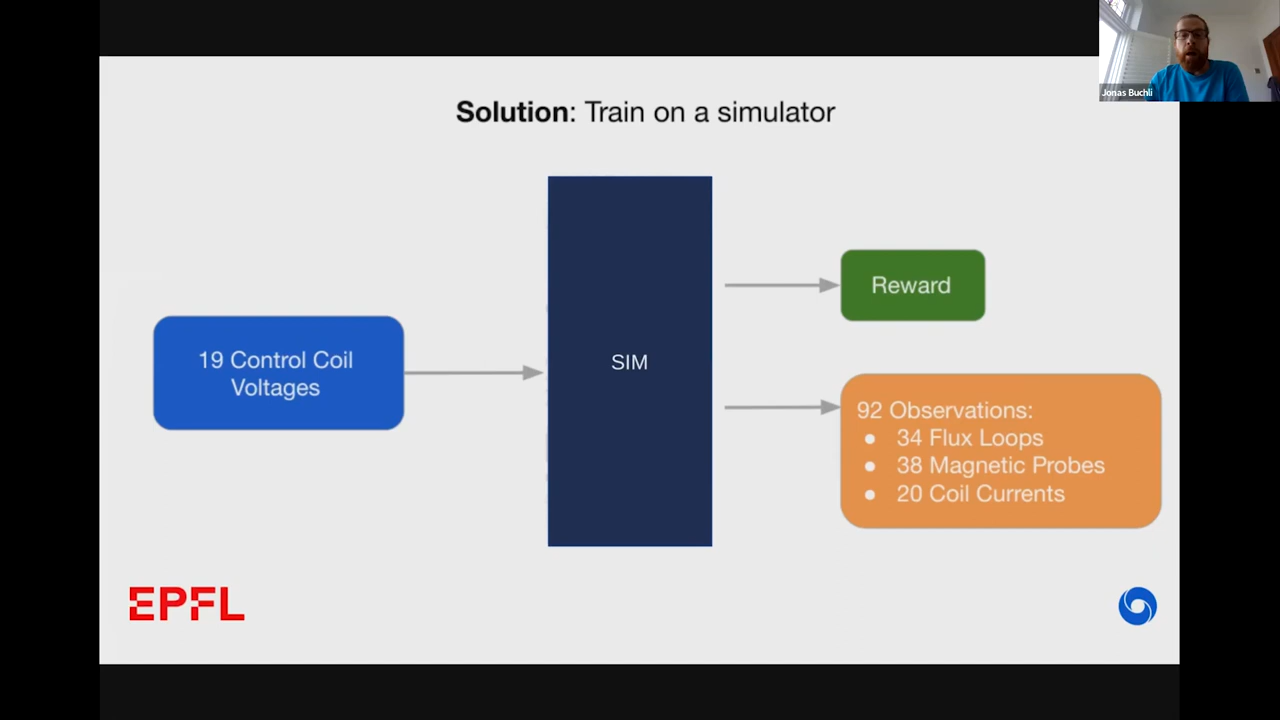 Jonas Buchli
Solution: Train on a simulator
19 Control Coil
Voltages
SIM
Reward
92 Observations:
● 34 Flux Loops
● 38 Magnetic Probes
● 20 Coil Currents
EPFL